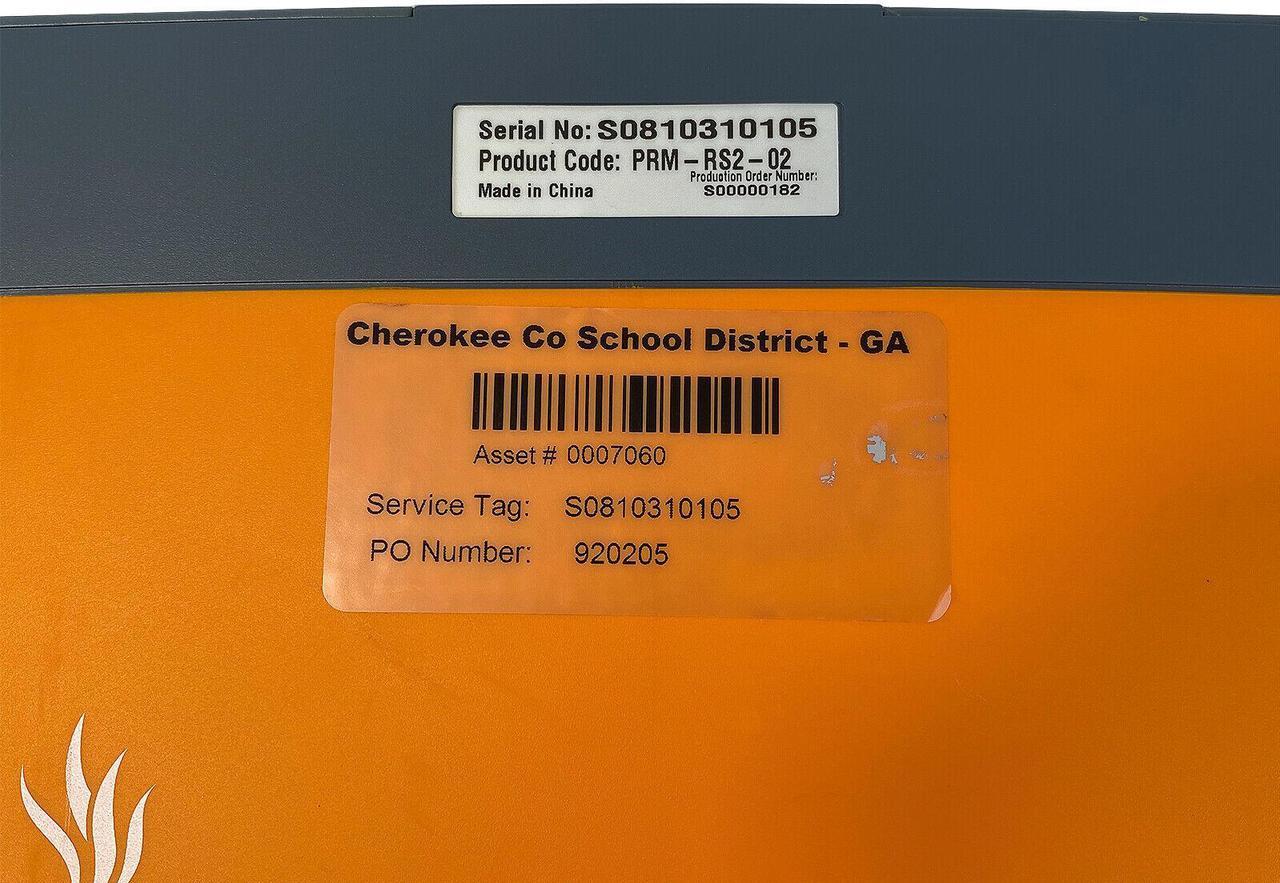 Serial No: S0810310105
Product Code: PRM-RS2-02
Production Order Number:
Made in China S00000182
Cherokee Co School District - GA
Asset # 0007060
Service Tag: S0810310105
PO Number: 920205